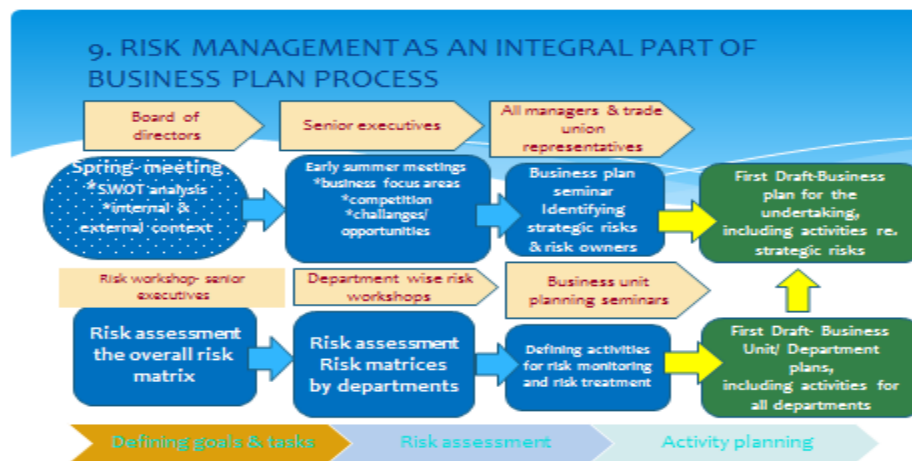 9. RISK MANAGEMENT AS AN INTEGRAL PART OF
BUSINESS PLAN PROCESS
Board of
directors
Senior executives
All managers & trade
union
representatives
Spring- meeting
*SWOT analysis
*internal &
external context
Early summer meetings
*business focus areas
*competition
*challanges/
opportunities
Business plan
seminar
Identifying
strategic risks
& risk owners
First Draft-Business
plan for the
undertaking,
including activities re.
strategic risks
Risk workshop- senior
executives
Department wise risk
workshops
Business unit
planning seminars
Risk assessment
the overall risk
matrix
Risk assessment
Risk matrices
by departments
Defining activities
for risk monitoring
and risk treatment
First Draft- Business
Unit/ Department
plans,
including activities for
all departments
Defining goals & tasks
Risk assessment
Activity planning